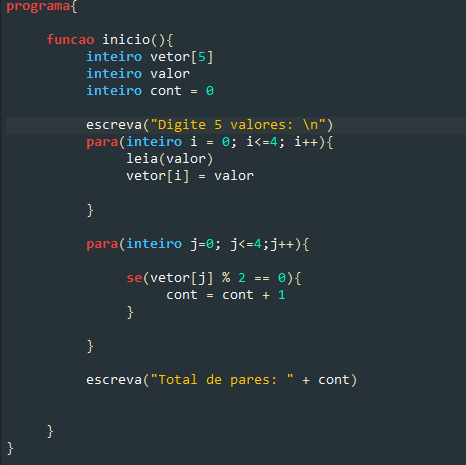 programa{
funcao inicio(){
inteiro vetor[5]
inteiro valor
inteiro cont = 0
escreva("Digite 5 valores: \n")
para(inteiro i = 0; i<=4; i++){
leia(valor)
vetor[i] = valor
}
para(inteiro j=0; j<=4;j++){
se(vetor[j] % 2 == 0){
cont = cont + 1
}
}
escreva("Total de pares: " + cont)
}
}